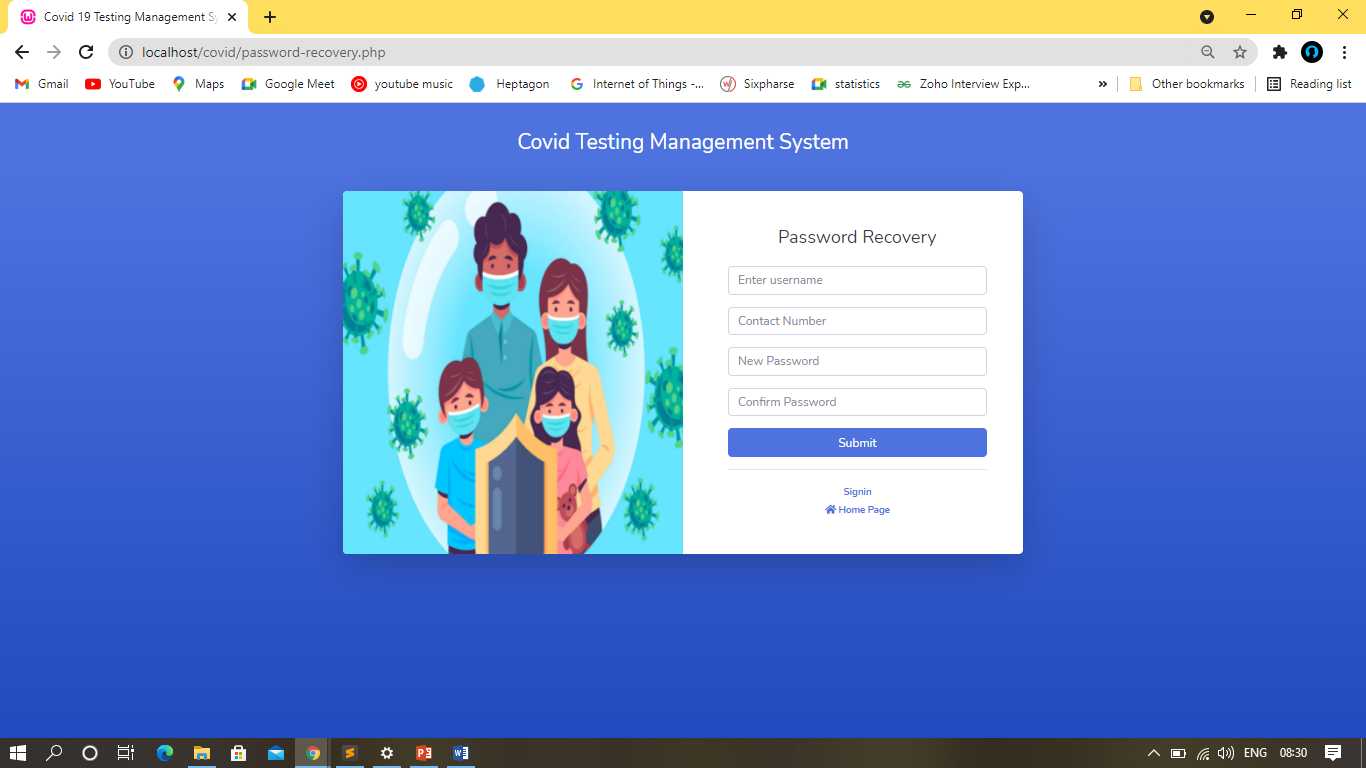 Covid 19 Testing Management Sy
localhost/covid/password-recovery.php
Gmail YouTube Maps Google Meet youtube music Heptagon Internet of Things -... Sixpharse statistics Zoho Interview Exp... » Other bookmarks Reading list
Covid Testing Management System
Password Recovery
Enter username
Contact Number
New Password
Confirm Password
Submit
Signin
Home Page
ENG 08:30